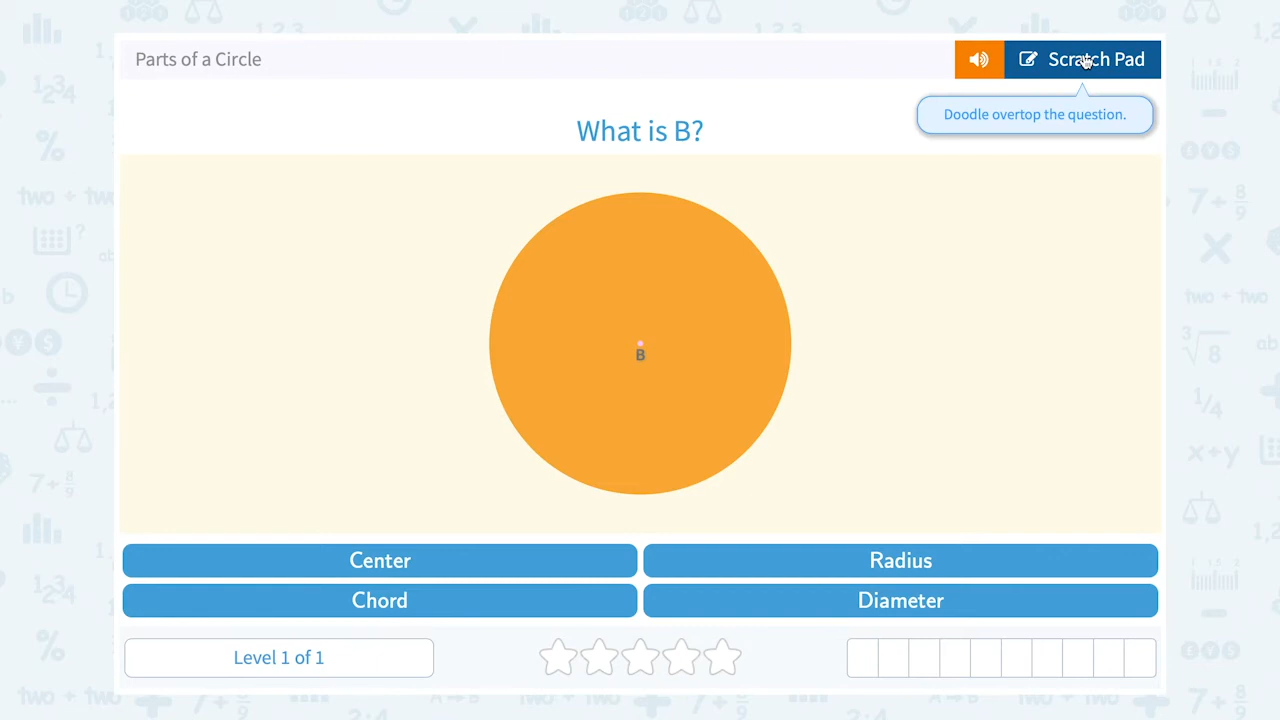 Parts of a Circle
Scratch Pad
Doodle overtop the question.
What is B?
B
Center
Radius
Chord
Diameter
Level 1 of 1